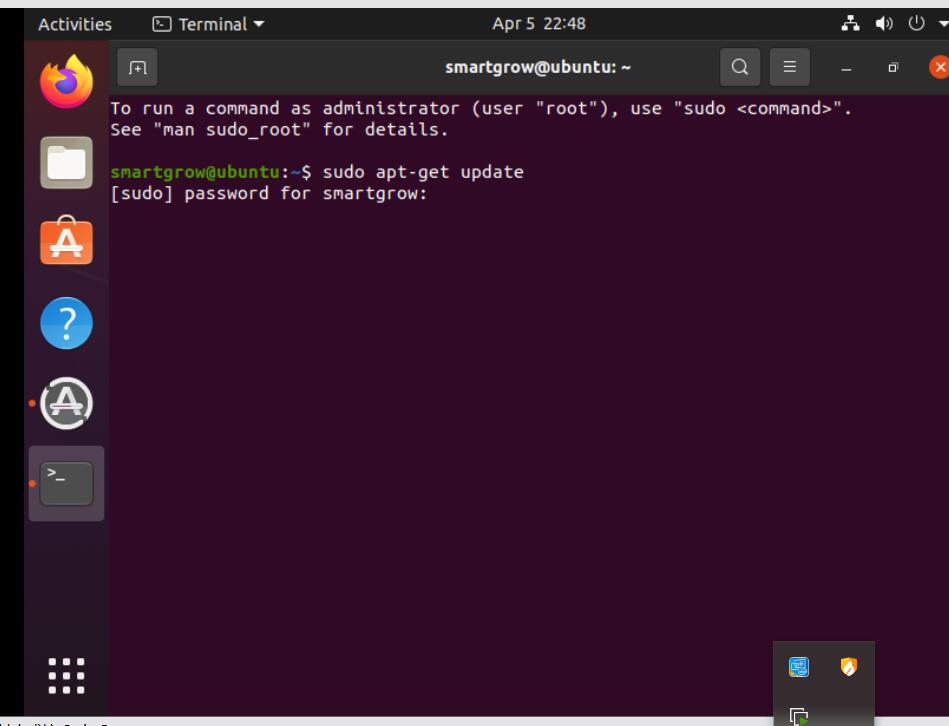 Activities Terminal Apr 5 22:48
smartgrow@ubuntu: ~
To run a command as administrator (user "root"), use "sudo <command>".
See "man sudo_root" for details.
smartgrow@ubuntu:~$ sudo apt-get update
[sudo] password for smartgrow: